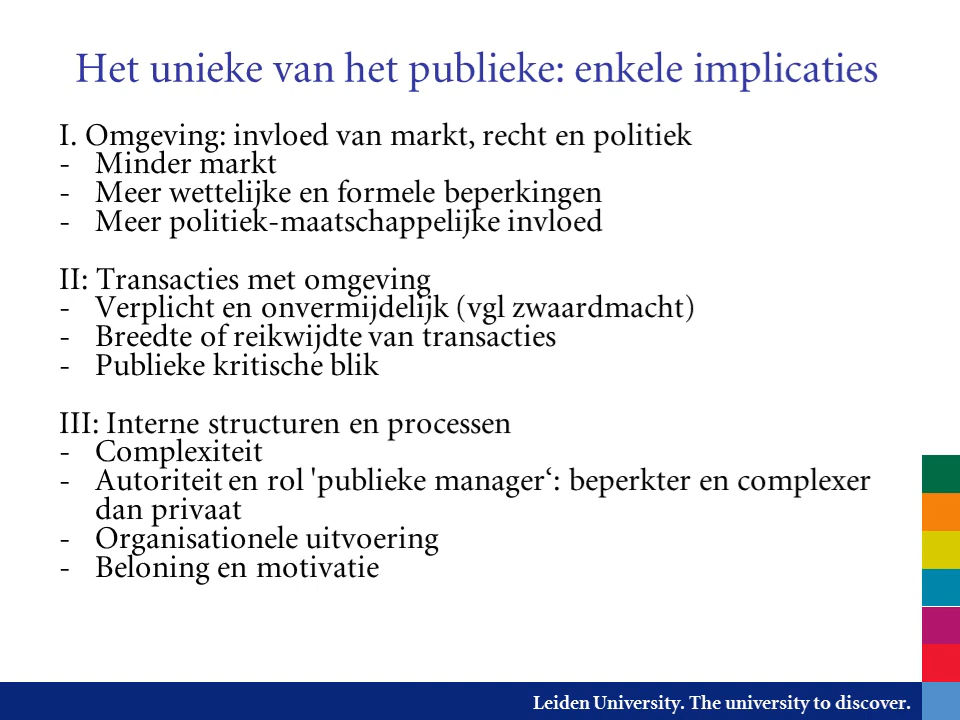 Het unieke van het publieke: enkele implicaties
I. Omgeving: invloed van markt, recht en politiek
- Minder markt
- Meer wettelijke en formele beperkingen
- Meer politiek-maatschappelijke invloed
II: Transacties met omgeving
- Verplicht en onvermijdelijk (vgl zwaardmacht)
- Breedte of reikwijdte van transacties
- Publieke kritische blik
III: Interne structuren en processen
- Complexiteit
- Autoriteit en rol 'publieke manager‘: beperkter en complexer
dan privaat
- Organisationele uitvoering
- Beloning en motivatie
Leiden University. The university to discover.